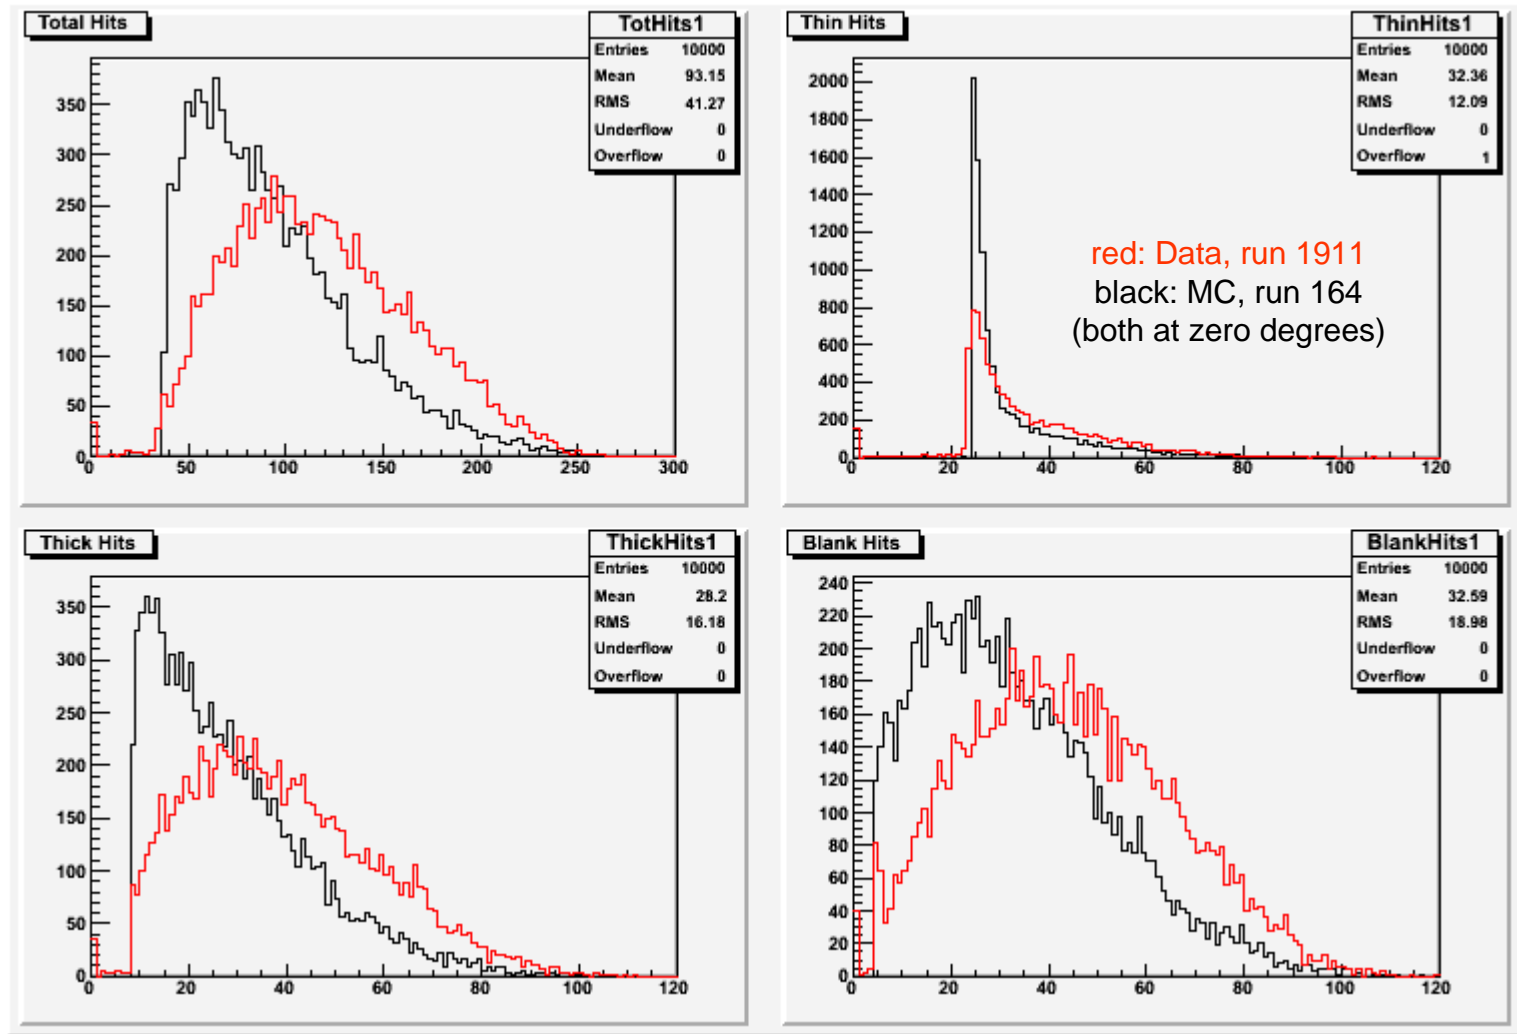 Total Hits
TotHits1
Entries 10000
Mean 93.15
RMS 41.27
Underflow 0
Overflow 0
350
300
250
200
150
100
50
0
0 50 100 150 200 250 300
Thin Hits
ThinHits1
Entries 10000
Mean 32.36
RMS 12.09
Underflow 0
Overflow 1
2000
1800
1600
1400
1200
1000
800
600
400
200
0
0 20 40 60 80 100 120
red: Data, run 1911
black: MC, run 164
(both at zero degrees)
Thick Hits
ThickHits1
Entries 10000
Mean 28.2
RMS 16.18
Underflow 0
Overflow 0
350
300
250
200
150
100
50
0
0 20 40 60 80 100 120
Blank Hits
BlankHits1
Entries 10000
Mean 32.59
RMS 18.98
Underflow 0
Overflow 0
240
220
200
180
160
140
120
100
80
60
40
20
0
0 20 40 60 80 100 120